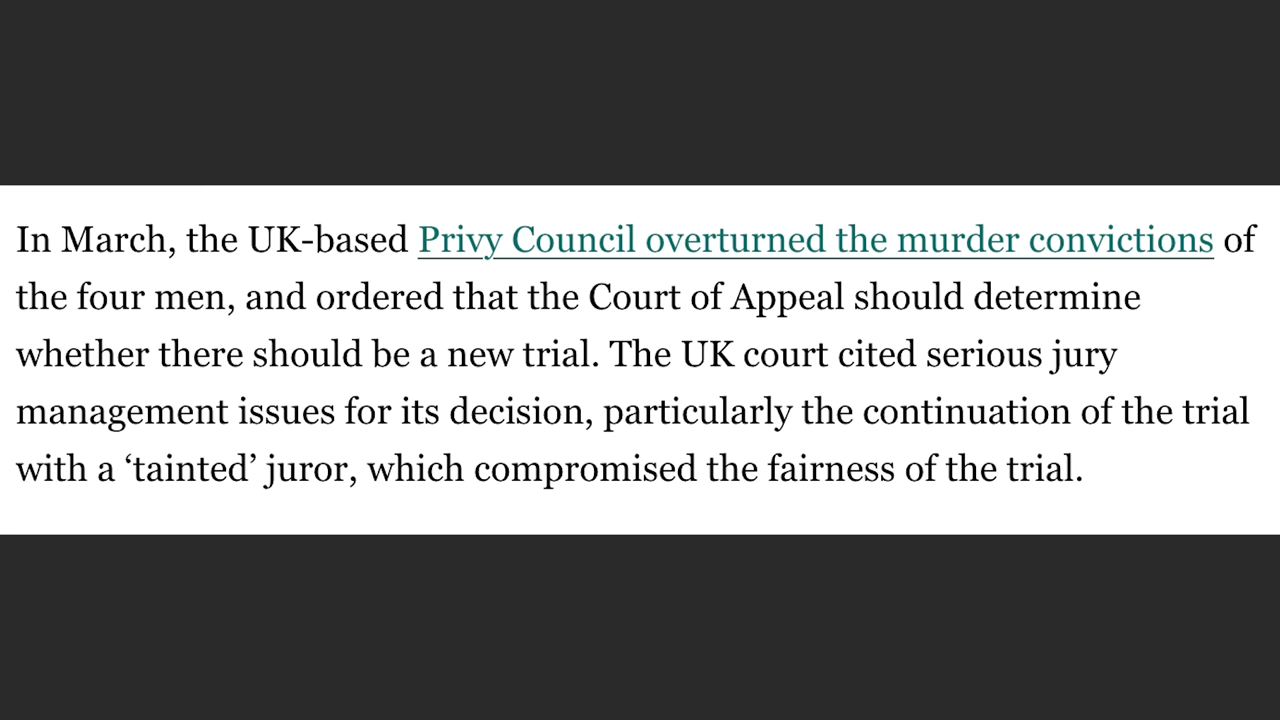 In March, the UK-based Privy Council overturned the murder convictions of
the four men, and ordered that the Court of Appeal should determine
whether there should be a new trial. The UK court cited serious jury
management issues for its decision, particularly the continuation of the trial
with a ‘tainted’ juror, which compromised the fairness of the trial.